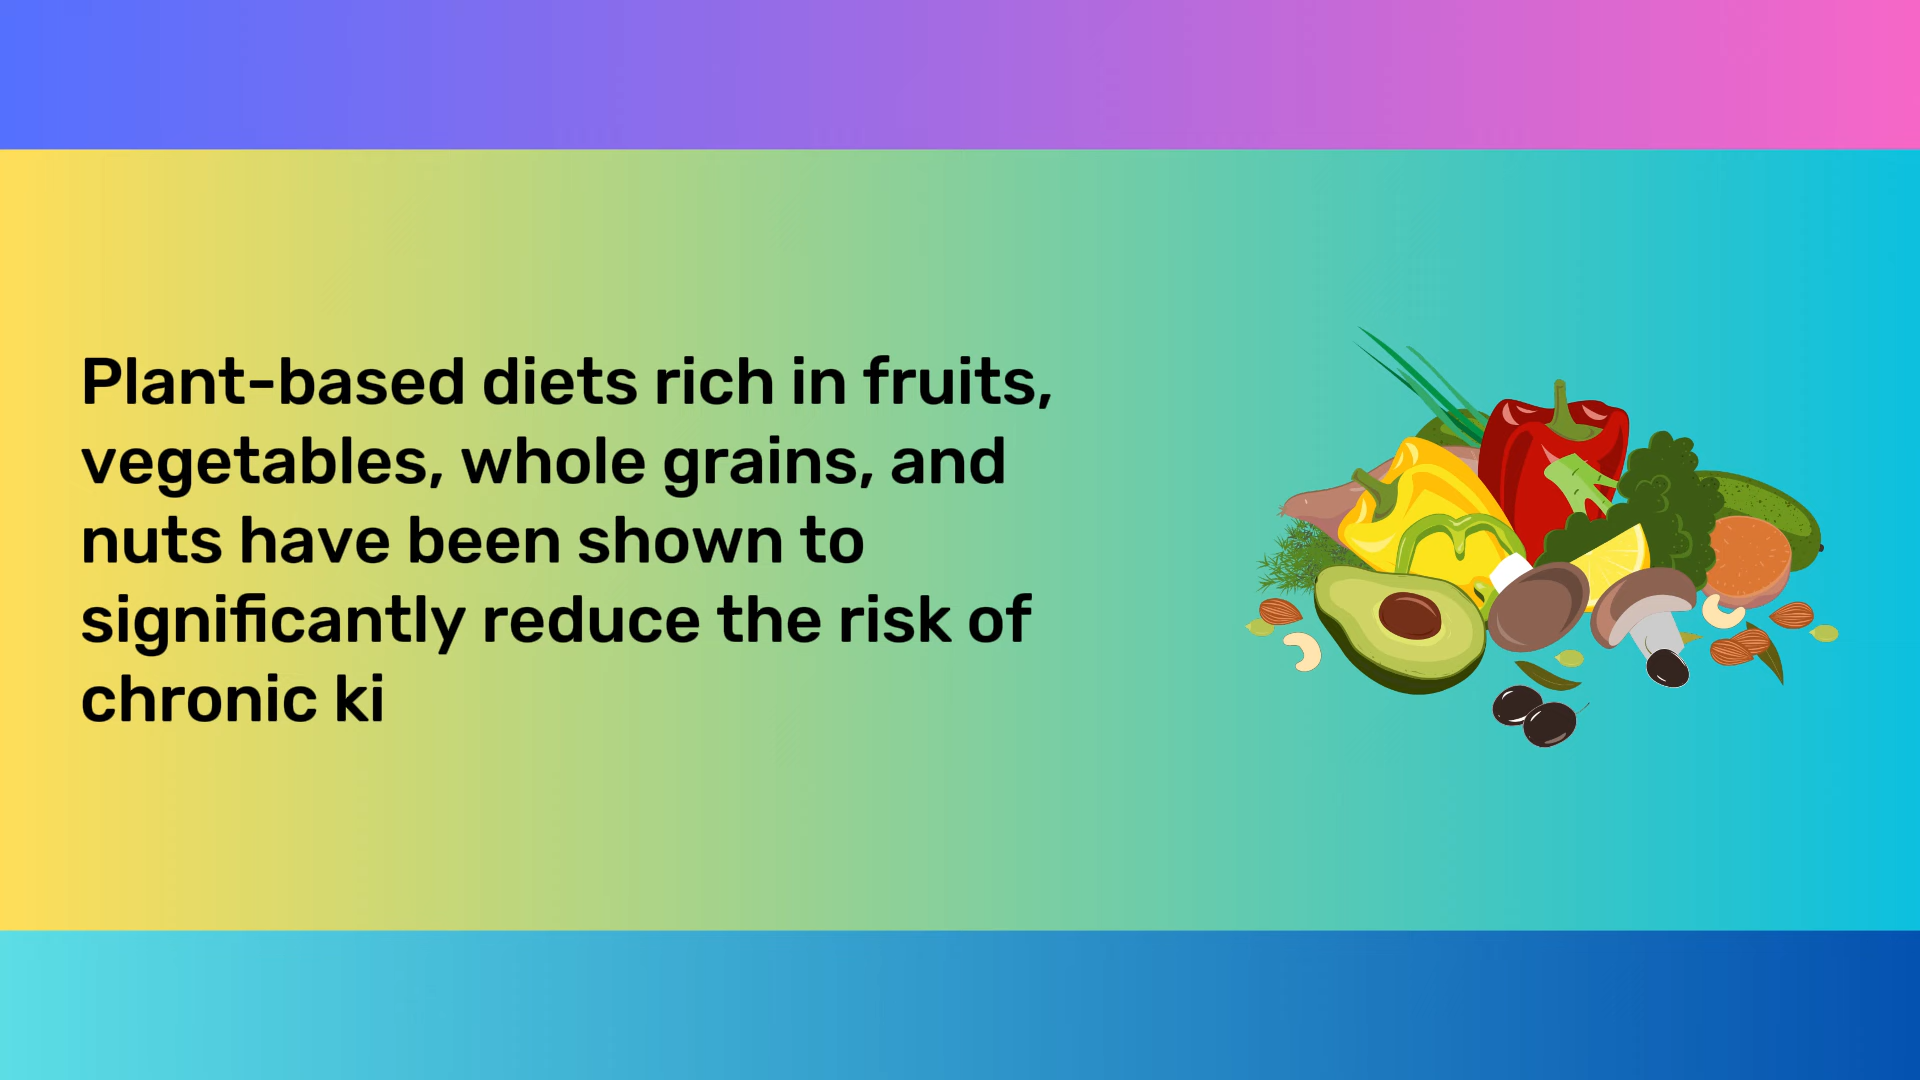 Plant-based diets rich in fruits,
vegetables, whole grains, and
nuts have been shown to
significantly reduce the risk of
chronic ki